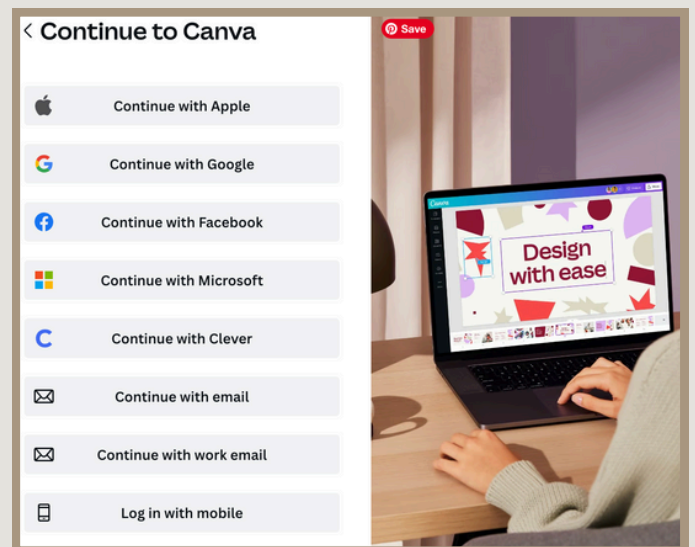 Continue to Canva
Continue with Apple
Continue with Google
Continue with Facebook
Continue with Microsoft
Continue with Clever
Continue with email
Continue with work email
Log in with mobile
Save
Canva
Design
with ease